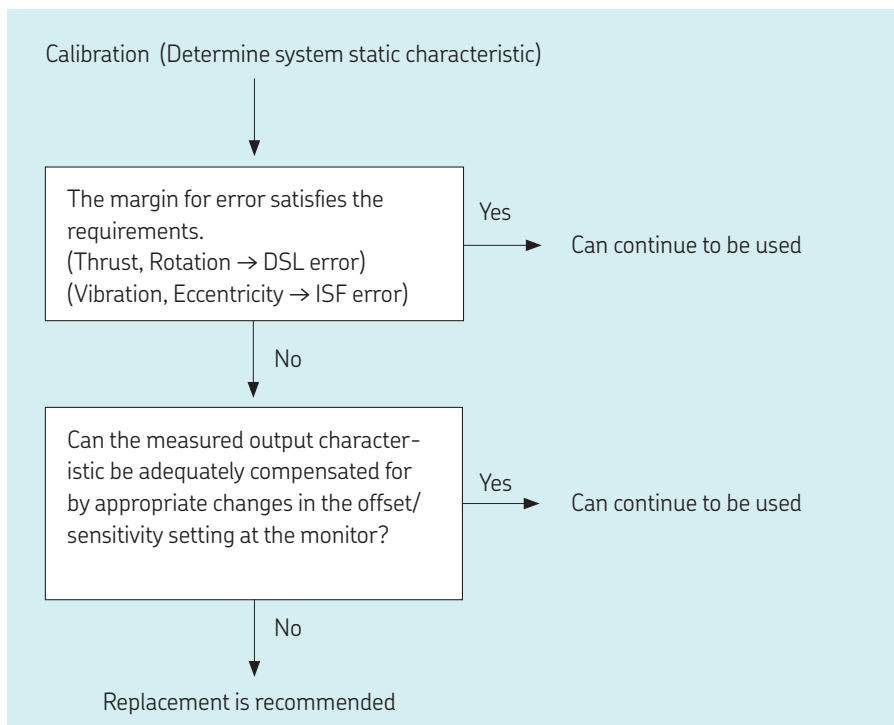 Calibration (Determine system static characteristic)
The margin for error satisfies the
requirements.
(Thrust, Rotation → DSL error)
(Vibration, Eccentricity → ISF error)
Yes
Can continue to be used
No
Can the measured output character-
istic be adequately compensated for
by appropriate changes in the offset/
sensitivity setting at the monitor?
Yes
Can continue to be used
No
Replacement is recommended